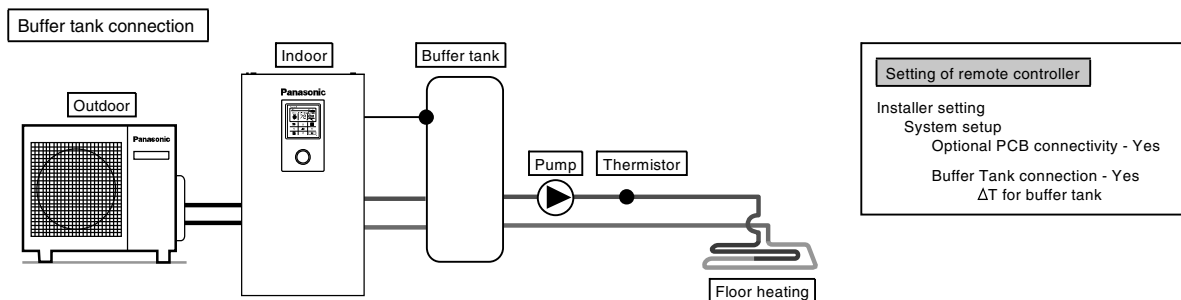 Buffer tank connection
Indoor
Buffer tank
Outdoor
Panasonic
Panasonic
Pump
Thermistor
Floor heating
Setting of remote controller
Installer setting
System setup
Optional PCB connectivity - Yes
Buffer Tank connection - Yes
ΔT for buffer tank